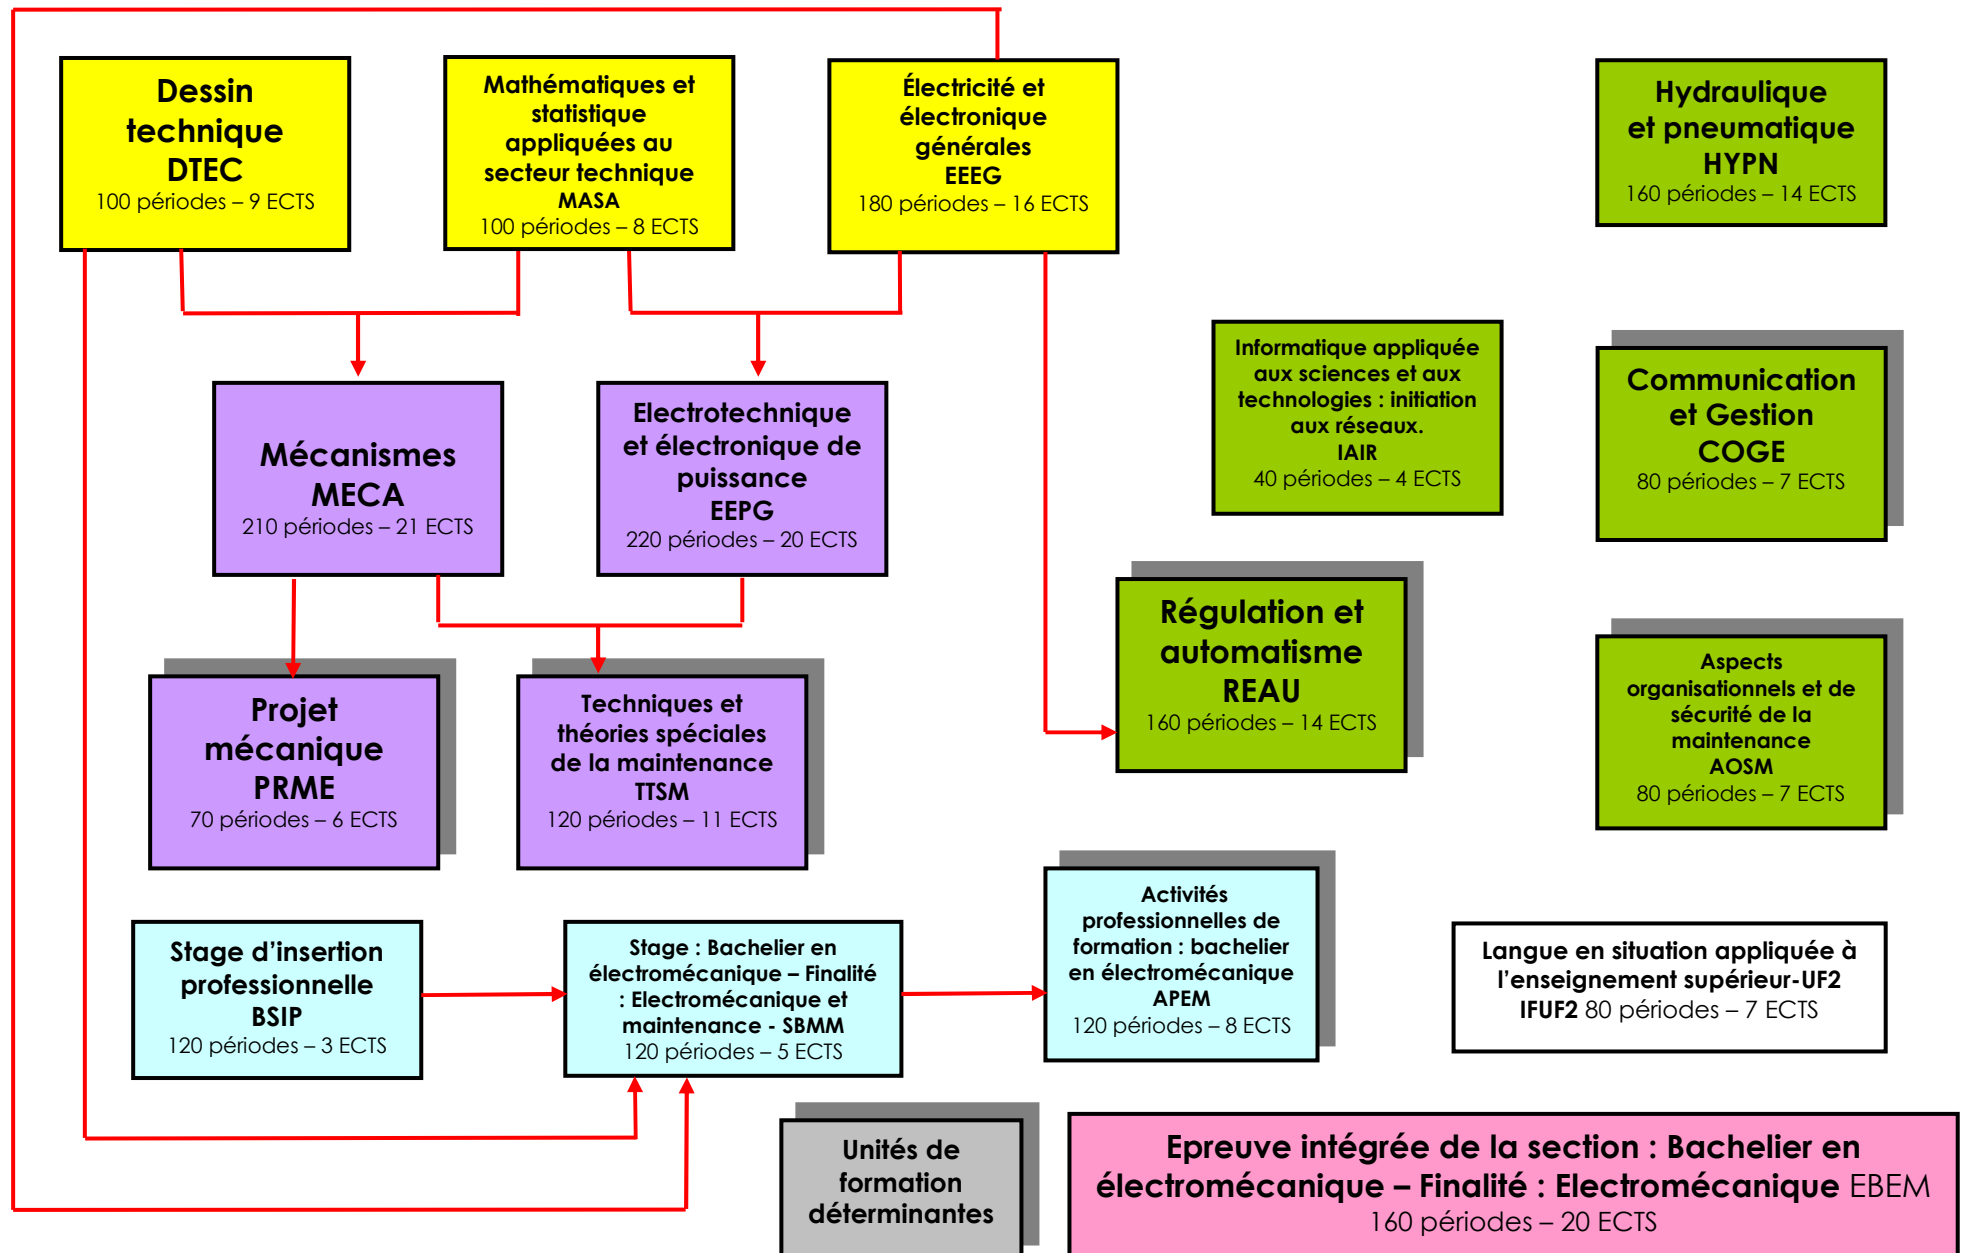 Dessin
technique
DTEC
100 périodes – 9 ECTS
Mathématiques et
statistique
appliquées au
secteur technique
MASA
100 périodes – 8 ECTS
Électricité et
électronique
générales
EEEG
180 périodes – 16 ECTS
Hydraulique
et pneumatique
HYPN
160 périodes – 14 ECTS
Informatique appliquée
aux sciences et aux
technologies : initiation
aux réseaux.
IAIR
40 périodes – 4 ECTS
Communication
et Gestion
COGE
80 périodes – 7 ECTS
Mécanismes
MECA
210 périodes – 21 ECTS
Electrotechnique
et électronique de
puissance
EEPG
220 périodes – 20 ECTS
Régulation et
automatisme
REAU
160 périodes – 14 ECTS
Aspects
organisationnels et de
sécurité de la
maintenance
AOSM
80 périodes – 7 ECTS
Projet
mécanique
PRME
70 périodes – 6 ECTS
Techniques et
théories spéciales
de la maintenance
TTSM
120 périodes – 11 ECTS
Stage d’insertion
professionnelle
BSIP
120 périodes – 3 ECTS
Stage : Bachelier en
électromécanique – Finalité
: Electromécanique et
maintenance - SBMM
120 périodes – 5 ECTS
Activités
professionnelles de
formation : bachelier
en électromécanique
APEM
120 périodes – 8 ECTS
Langue en situation appliquée à
l’enseignement supérieur-UF2
IFUF2 80 périodes – 7 ECTS
Unités de
formation
déterminantes
Epreuve intégrée de la section : Bachelier en
électromécanique – Finalité : Electromécanique EBEM
160 périodes – 20 ECTS